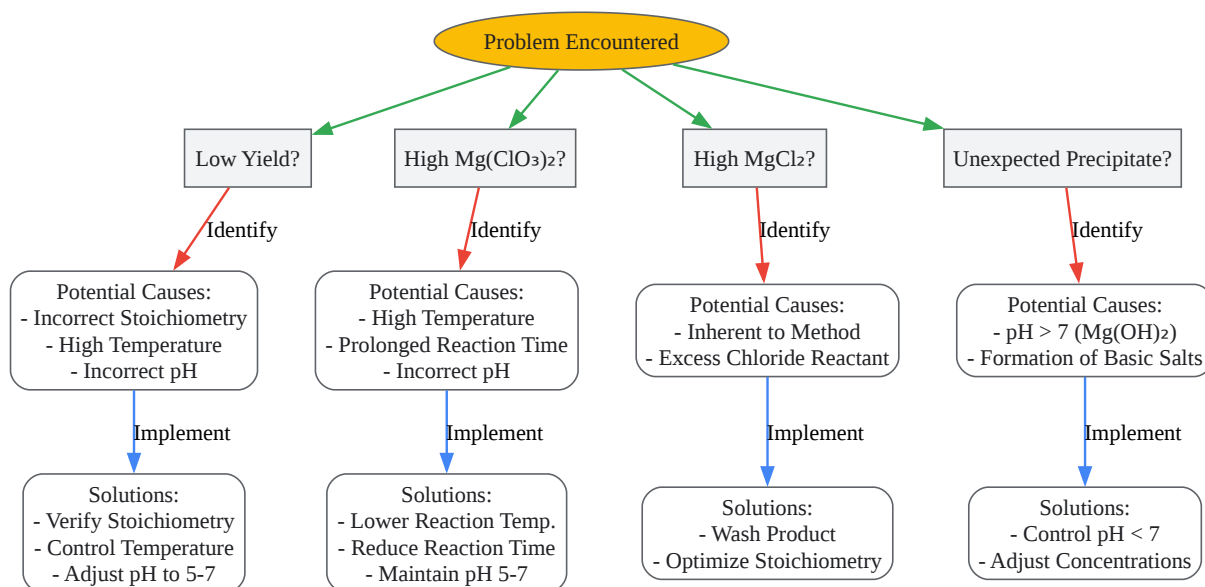 Problem Encountered
Low Yield?
High Mg(ClO₃)₂?
High MgCl₂?
Unexpected Precipitate?
Identify
Identify
Identify
Identify
Potential Causes:
- Incorrect Stoichiometry
- High Temperature
- Incorrect pH
Potential Causes:
- High Temperature
- Prolonged Reaction Time
- Incorrect pH
Potential Causes:
- Inherent to Method
- Excess Chloride Reactant
Potential Causes:
- pH > 7 (Mg(OH)₂)
- Formation of Basic Salts
Implement
Implement
Implement
Implement
Solutions:
- Verify Stoichiometry
- Control Temperature
- Adjust pH to 5-7
Solutions:
- Lower Reaction Temp.
- Reduce Reaction Time
- Maintain pH 5-7
Solutions:
- Wash Product
- Optimize Stoichiometry
Solutions:
- Control pH < 7
- Adjust Concentrations